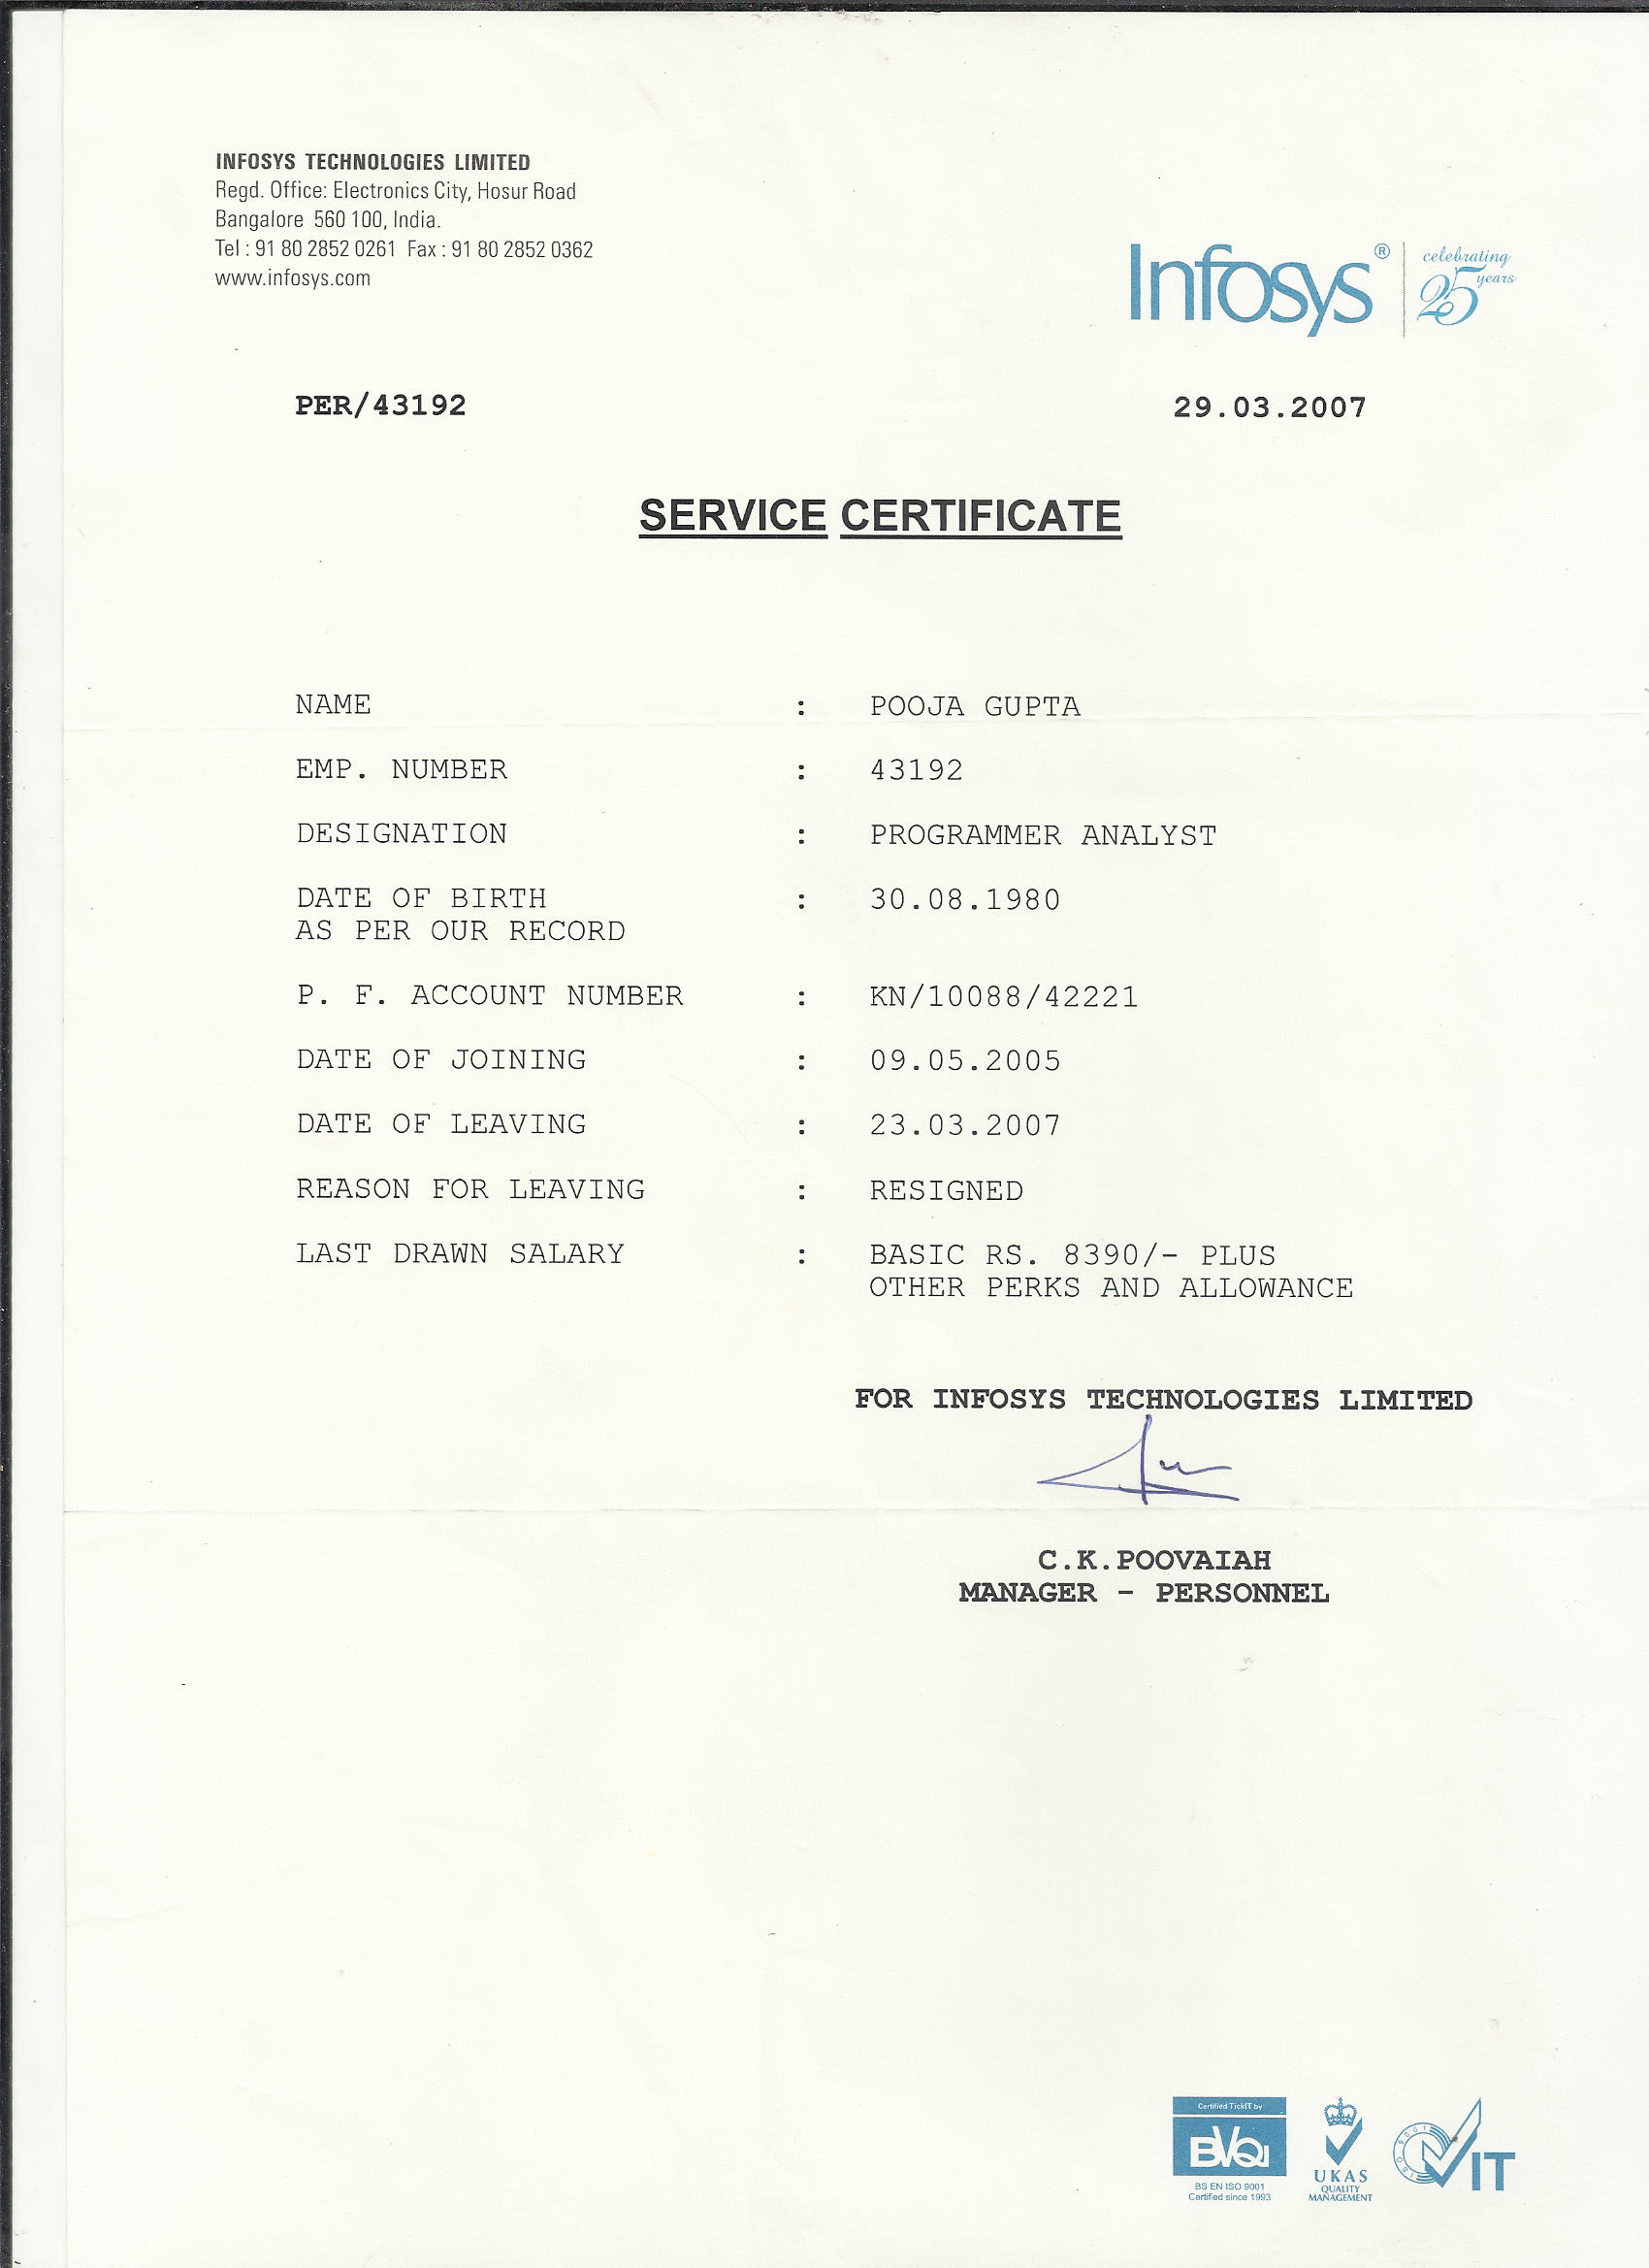 INFOSYS TECHNOLOGIES LIMITED
Regd. Office: Electronics City, Hosur Road
Bangalore 560 100, India.
Tel : 91 80 2852 0261 Fax : 91 80 2852 0362
www.infosys.com
Infosys® celebrating 25 years
PER/43192 29.03.2007
SERVICE CERTIFICATE
NAME : POOJA GUPTA
EMP. NUMBER : 43192
DESIGNATION : PROGRAMMER ANALYST
DATE OF BIRTH : 30.08.1980
AS PER OUR RECORD
P. F. ACCOUNT NUMBER : KN/10088/42221
DATE OF JOINING : 09.05.2005
DATE OF LEAVING : 23.03.2007
REASON FOR LEAVING : RESIGNED
LAST DRAWN SALARY : BASIC RS. 8390/- PLUS
OTHER PERKS AND ALLOWANCE
FOR INFOSYS TECHNOLOGIES LIMITED
C.K.POOVAIAH
MANAGER - PERSONNEL
Certified TickIT by
BVQI
BS EN ISO 9001
Certified since 1993
UKAS
QUALITY
MANAGEMENT
ISO 9001
IT